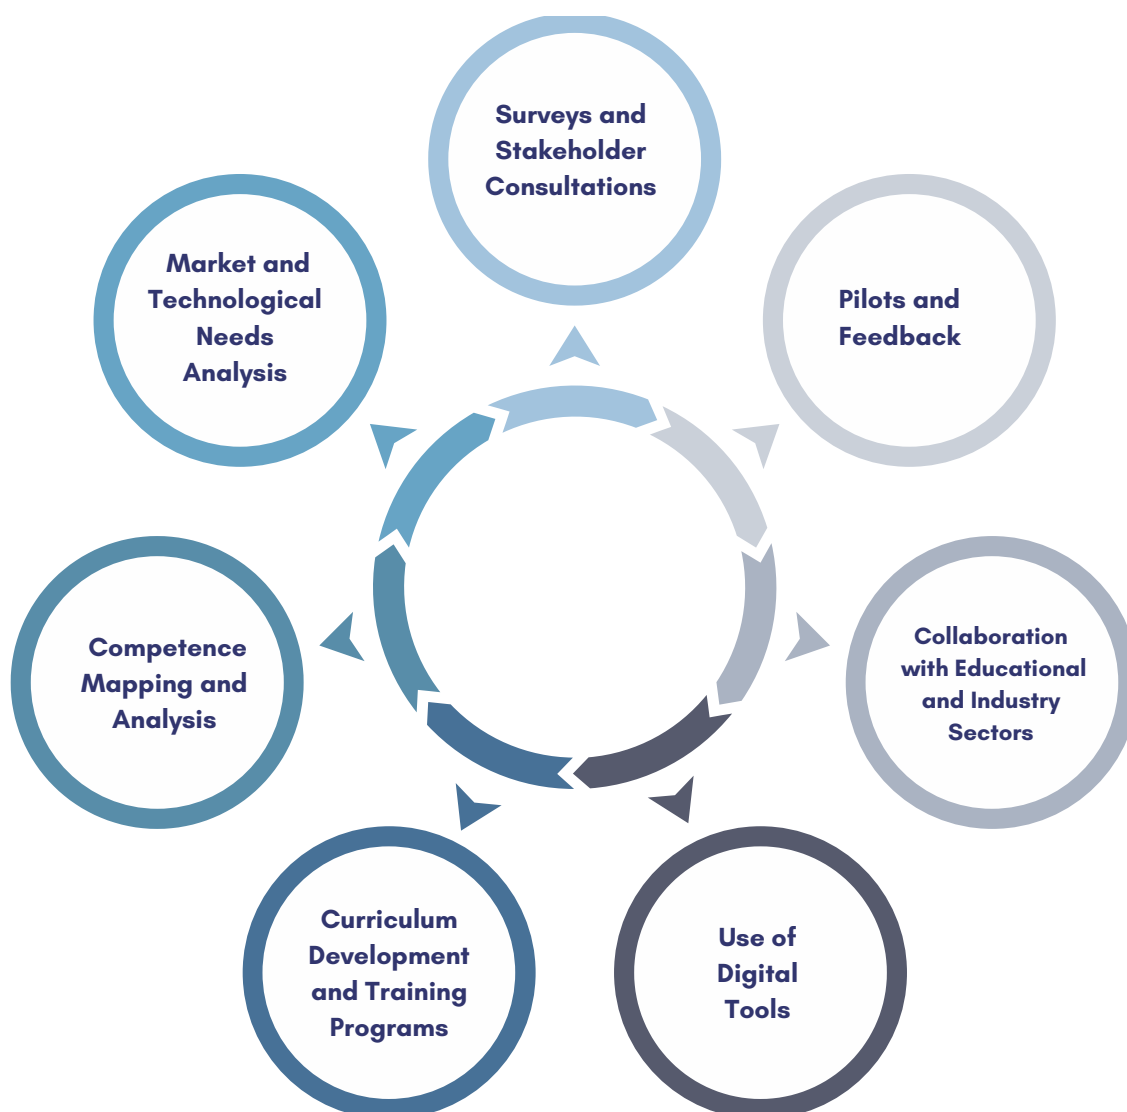 Surveys and
Stakeholder
Consultations
Market and
Technological
Needs
Analysis
Pilots and
Feedback
Competence
Mapping and
Analysis
Collaboration
with Educational
and Industry
Sectors
Curriculum
Development
and Training
Programs
Use of
Digital
Tools